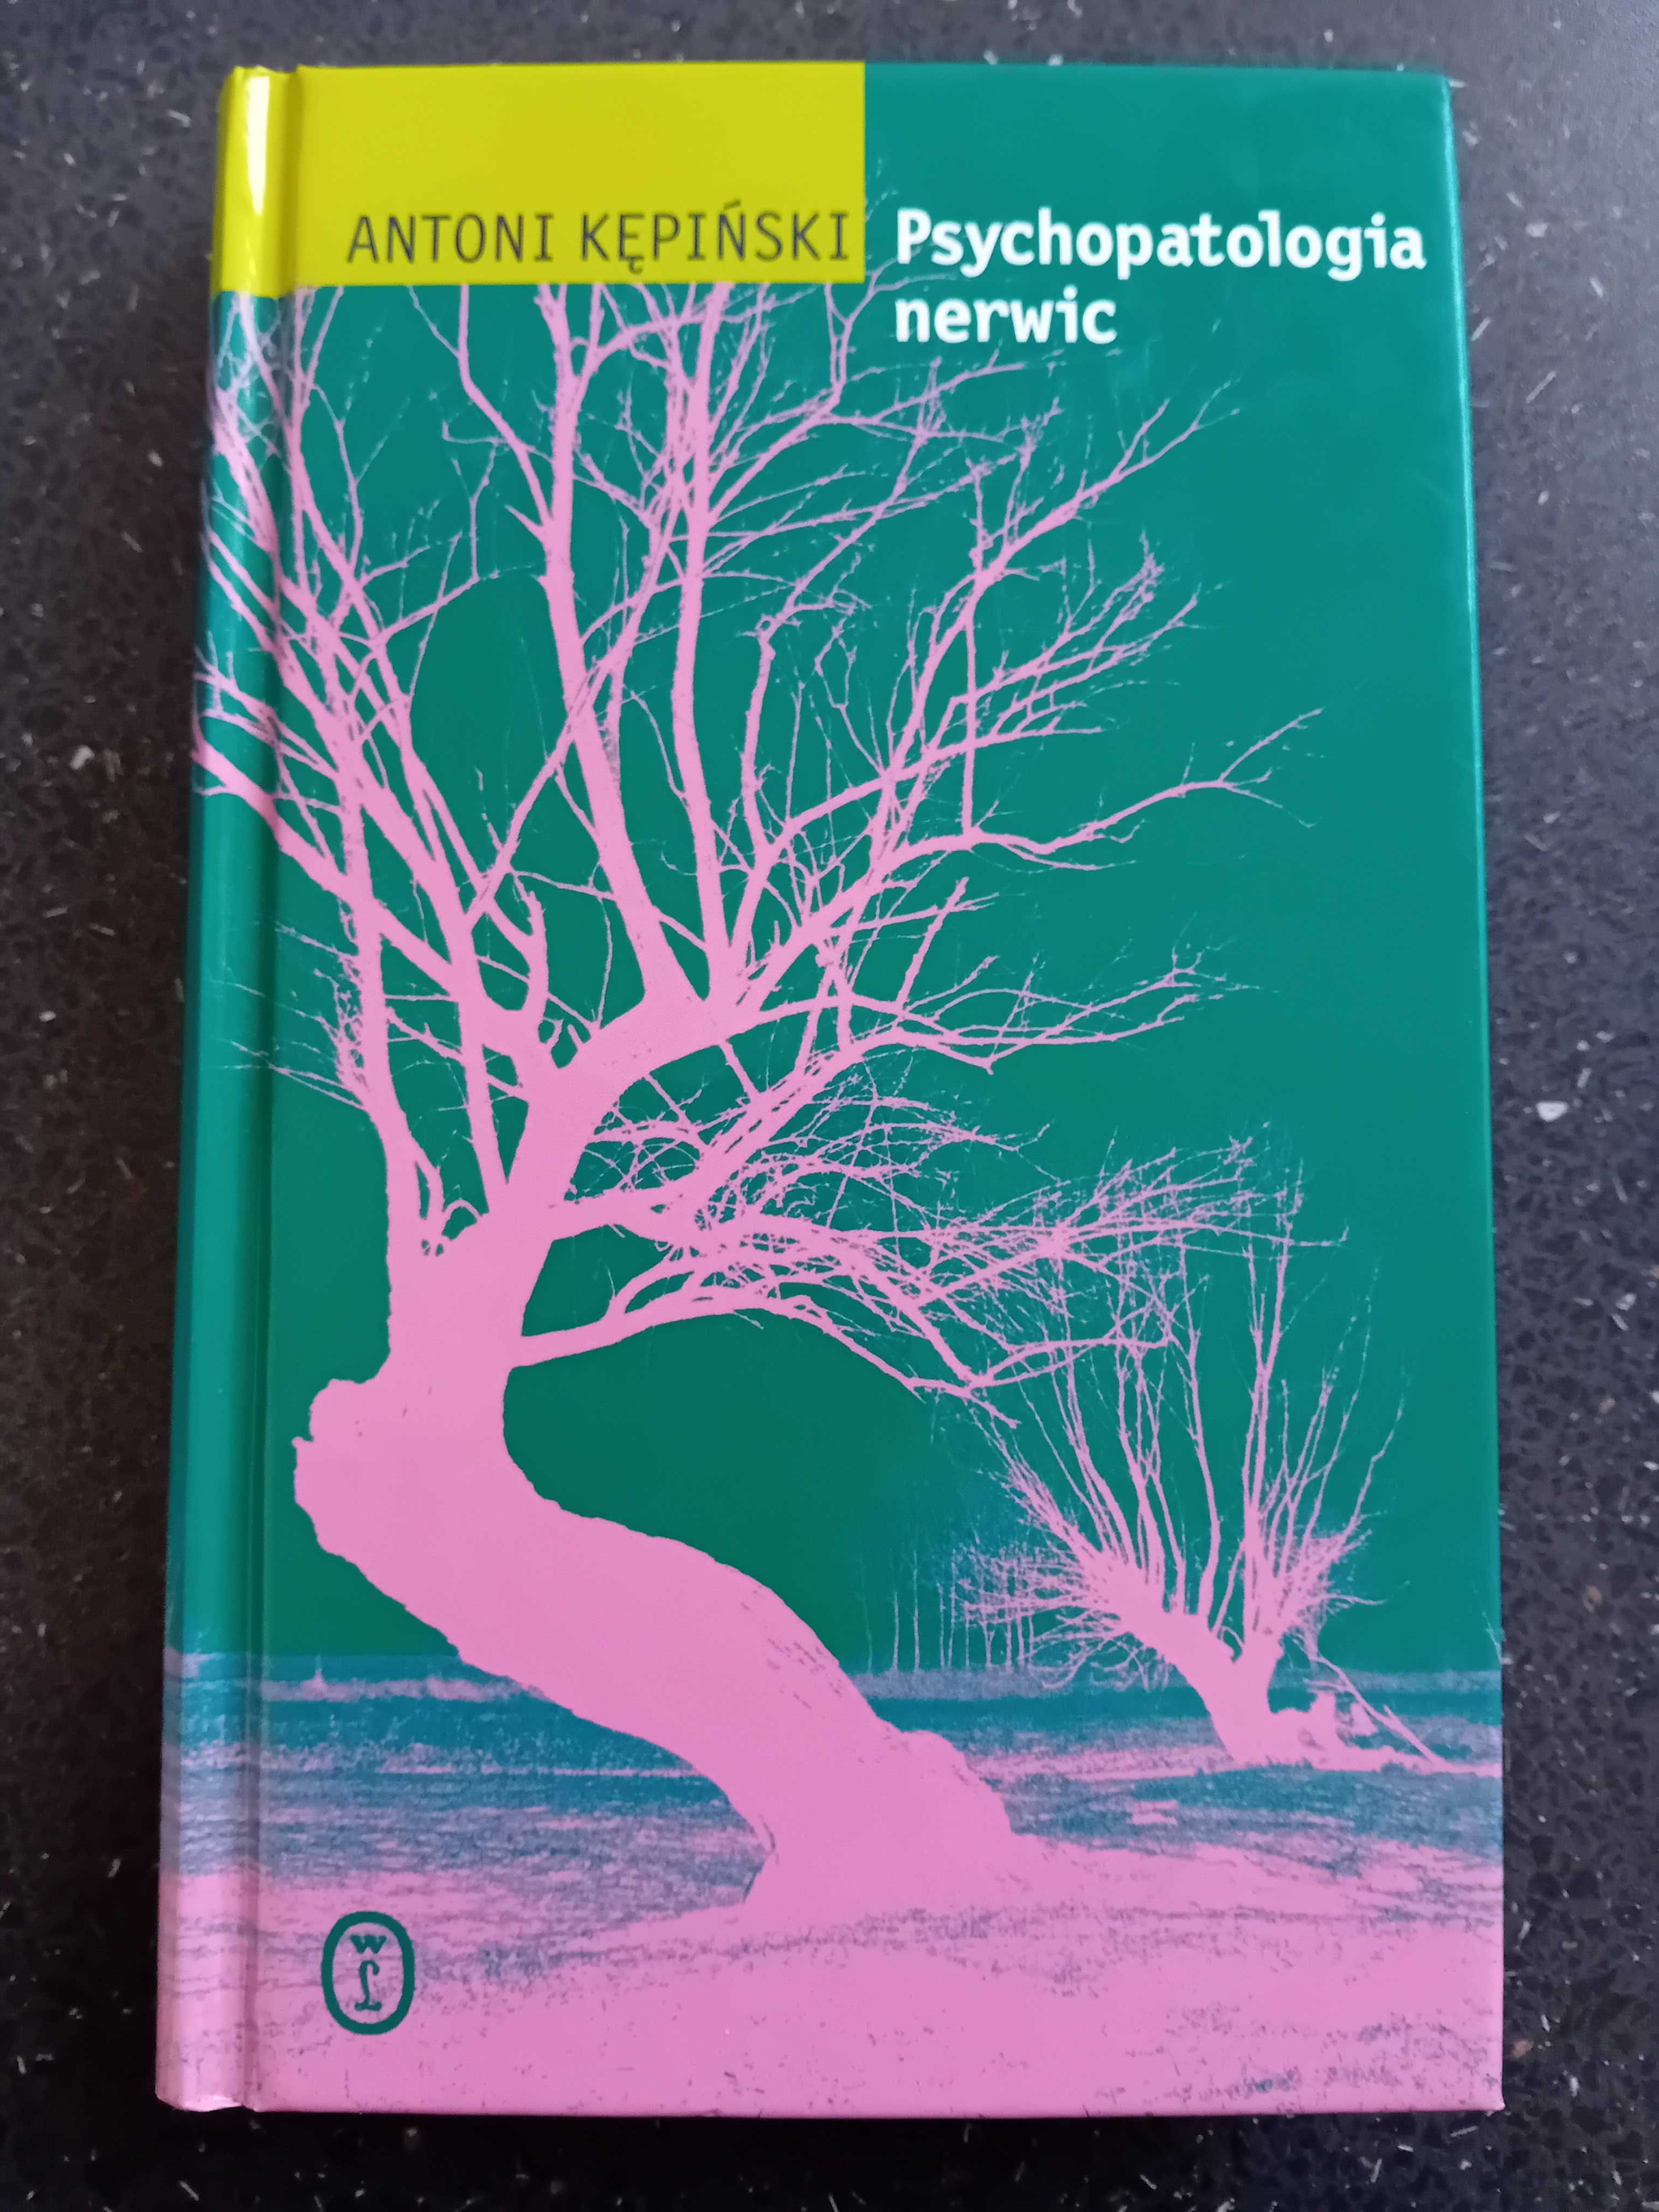 ANTONI KĘPIŃSKI
Psychopatologia
nerwic
W
L